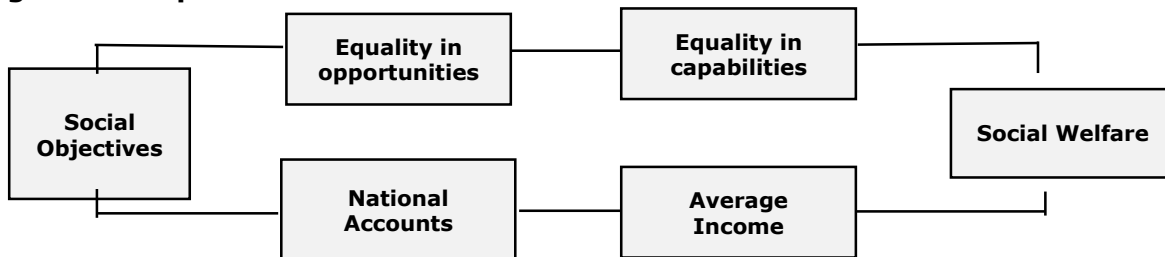 Equality in
opportunities
Equality in
capabilities
Social
Objectives
Social Welfare
National
Accounts
Average
Income